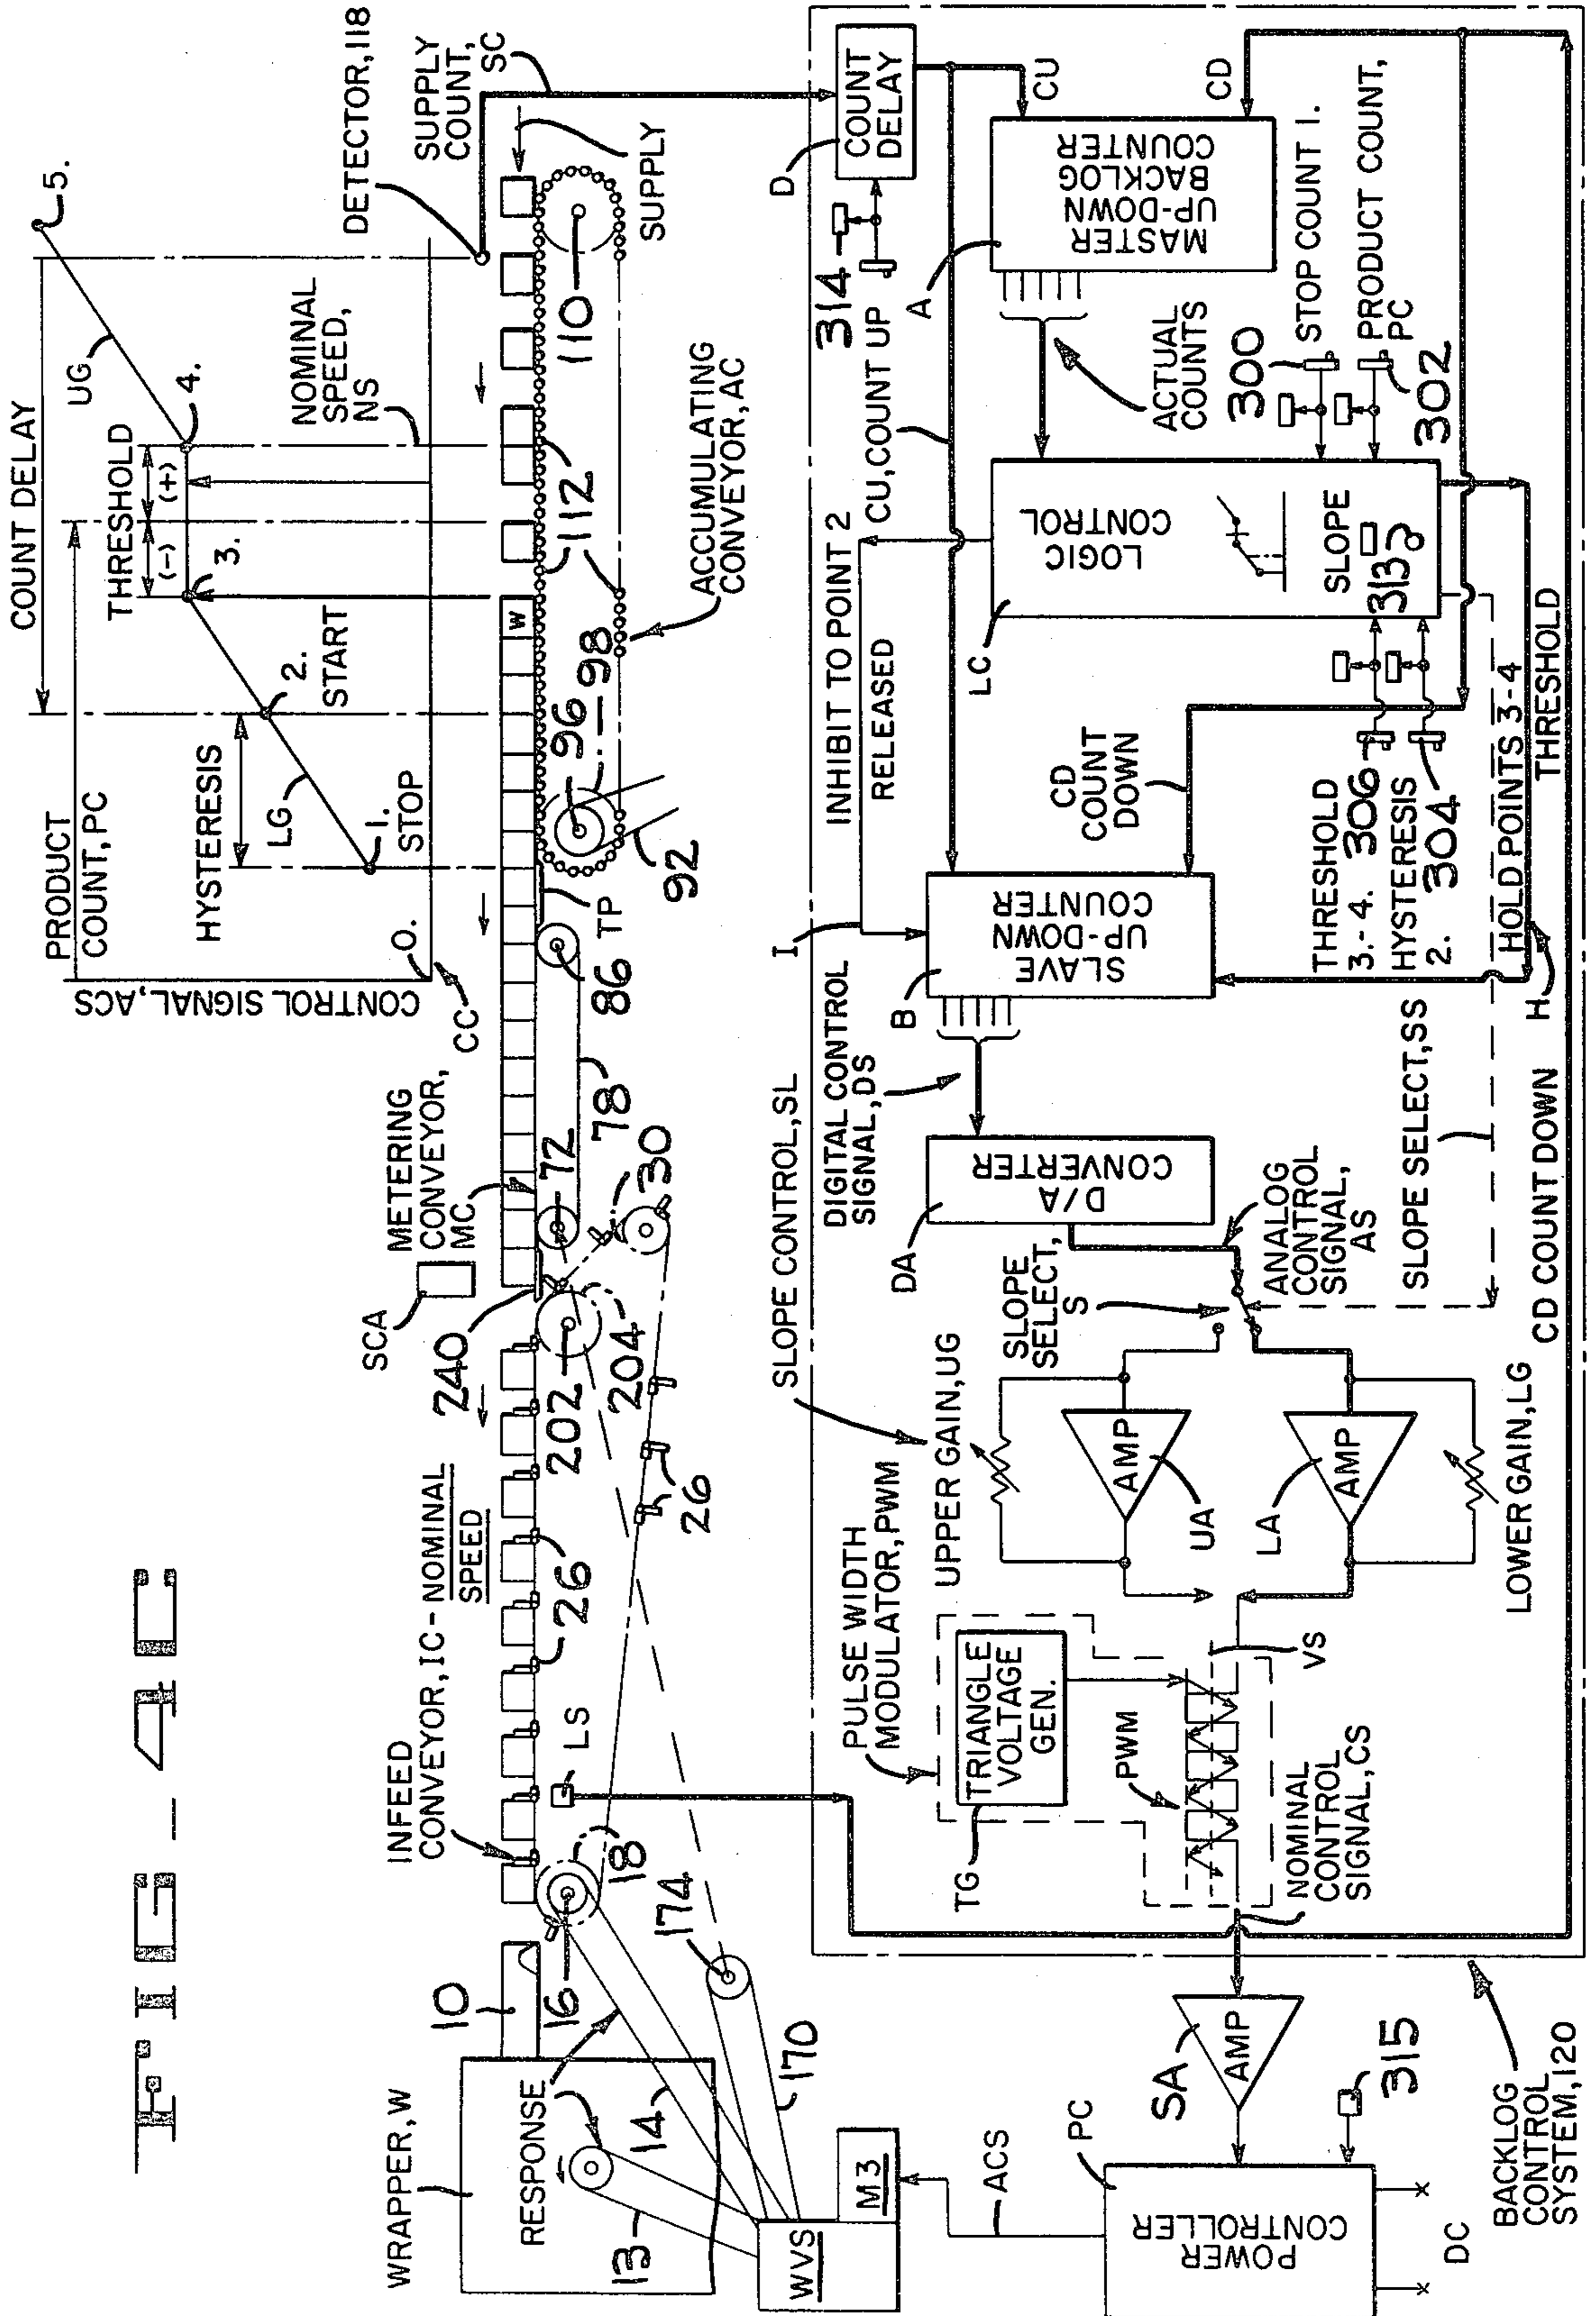 FIG-4C
CONTROL SIGNAL, ACS
PRODUCT
COUNT, PC
COUNT DELAY
HYSTERESIS
THRESHOLD
(-)
(+)
LG
UG
0.
1.
STOP
2.
START
3.
4.
5.
NOMINAL
SPEED,
NS
CC
DETECTOR, 118
SUPPLY
COUNT,
SC
SUPPLY
WRAPPER, W
RESPONSE
13
14
10
16
18
INFEED
CONVEYOR, IC - NOMINAL
SPEED
LS
26
26
SCA
240
202
204
METERING
CONVEYOR,
MC
72
30
78
86
TP
W
96
98
92
112
110
ACCUMULATING
CONVEYOR, AC
174
170
WVS
M3
ACS
POWER
CONTROLLER
PC
DC
315
SA
AMP
BACKLOG
CONTROL
SYSTEM, 120
PULSE WIDTH
MODULATOR, PWM
TRIANGLE
VOLTAGE
GEN.
TG
PWM
NOMINAL
CONTROL
SIGNAL, CS
VS
SLOPE CONTROL, SL
UPPER GAIN, UG
AMP
UA
LA
AMP
LOWER GAIN, LG
SLOPE
SELECT,
S
ANALOG
CONTROL
SIGNAL,
AS
SLOPE SELECT, SS
DA
D/A
CONVERTER
DIGITAL CONTROL
SIGNAL, DS
B
SLAVE
UP-DOWN
COUNTER
I
INHIBIT TO POINT 2
RELEASED
CU, COUNT UP
CD
COUNT
DOWN
THRESHOLD
3.-4. 306
HYSTERESIS
2. 304
HOLD POINTS 3-4
THRESHOLD
H
CD COUNT DOWN
LC
LOGIC
CONTROL
SLOPE
313
ACTUAL
COUNTS
300
STOP COUNT 1.
PRODUCT COUNT,
PC
302
A
MASTER
UP-DOWN
BACKLOG
COUNTER
CU
CD
D
COUNT
DELAY
314